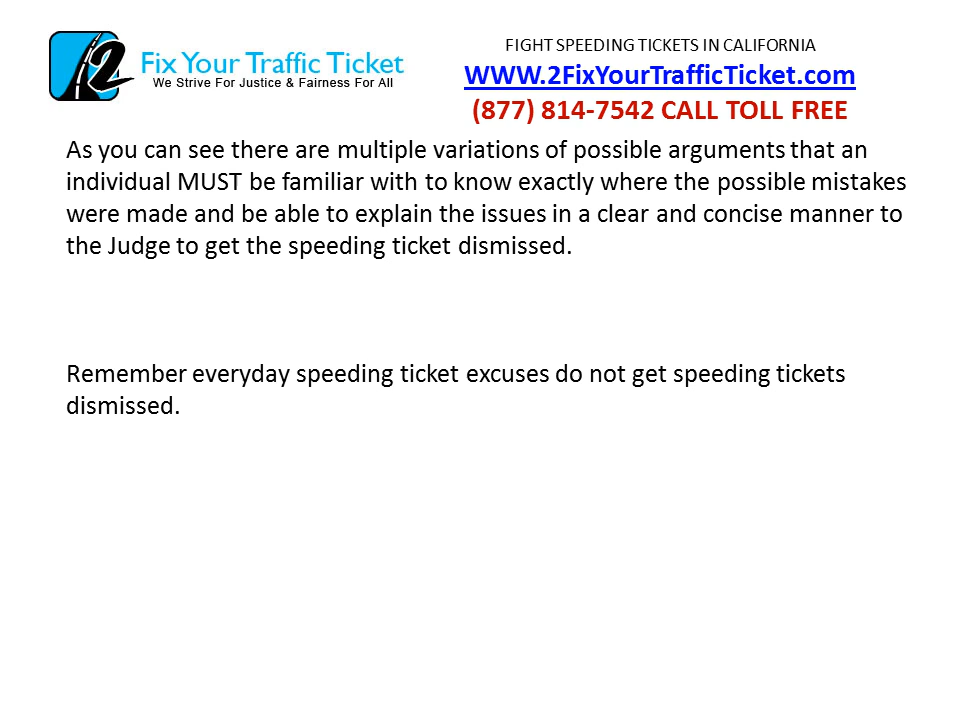 2 Fix Your Traffic Ticket
We Strive For Justice & Fairness For All
FIGHT SPEEDING TICKETS IN CALIFORNIA
WWW.2FixYourTrafficTicket.com
(877) 814-7542 CALL TOLL FREE
As you can see there are multiple variations of possible arguments that an
individual MUST be familiar with to know exactly where the possible mistakes
were made and be able to explain the issues in a clear and concise manner to
the Judge to get the speeding ticket dismissed.
Remember everyday speeding ticket excuses do not get speeding tickets
dismissed.